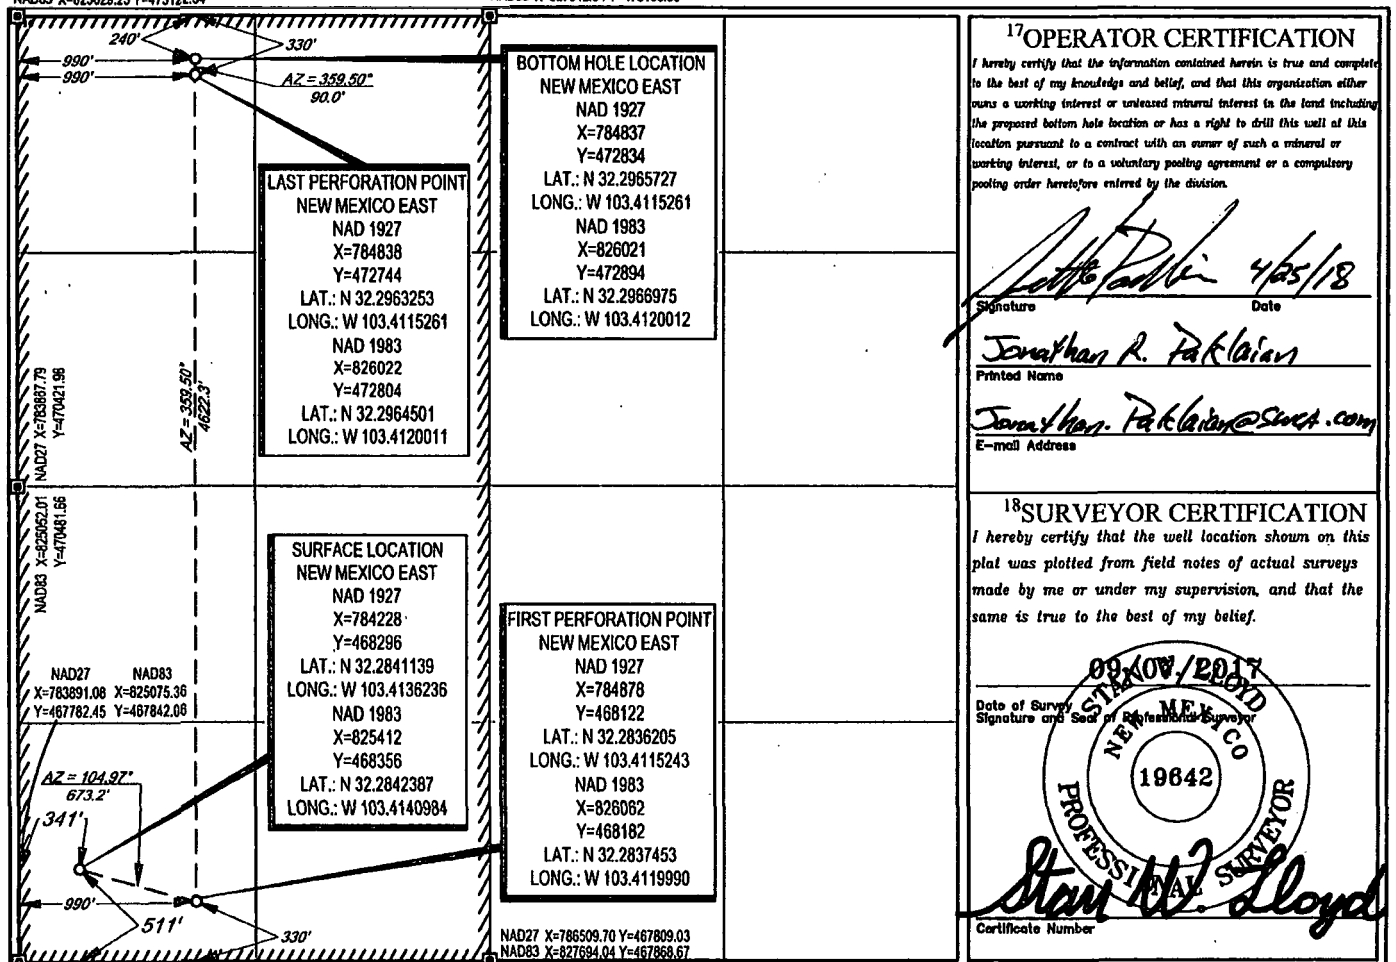 240'
330'
990'
990'
AZ = 359.50°
90.0'
BOTTOM HOLE LOCATION
NEW MEXICO EAST
NAD 1927
X=784837
Y=472834
LAT.: N 32.2965727
LONG.: W 103.4115261
NAD 1983
X=826021
Y=472894
LAT.: N 32.2966975
LONG.: W 103.4120012
LAST PERFORATION POINT
NEW MEXICO EAST
NAD 1927
X=784838
Y=472744
LAT.: N 32.2963253
LONG.: W 103.4115261
NAD 1983
X=826022
Y=472804
LAT.: N 32.2964501
LONG.: W 103.4120011
NAD27 X=783867.79
Y=470421.98
AZ = 359.50°
4622.3'
NAD83 X=825052.01
Y=470481.66
SURFACE LOCATION
NEW MEXICO EAST
NAD 1927
X=784228
Y=468296
LAT.: N 32.2841139
LONG.: W 103.4136236
NAD 1983
X=825412
Y=468356
LAT.: N 32.2842387
LONG.: W 103.4140984
FIRST PERFORATION POINT
NEW MEXICO EAST
NAD 1927
X=784878
Y=468122
LAT.: N 32.2836205
LONG.: W 103.4115243
NAD 1983
X=826062
Y=468182
LAT.: N 32.2837453
LONG.: W 103.4119990
NAD27 NAD83
X=783891.08 X=825075.36
Y=467782.45 Y=467842.06
AZ = 104.97°
673.2'
341'
990'
511'
330'
NAD27 X=786509.70 Y=467809.03
NAD83 X=827694.04 Y=467868.67
17 OPERATOR CERTIFICATION
I hereby certify that the information contained herein is true and complete
to the best of my knowledge and belief, and that this organization either
owns a working interest or unleased mineral interest in the land including
the proposed bottom hole location or has a right to drill this well at this
location pursuant to a contract with an owner of such a mineral or
working interest, or to a voluntary pooling agreement or a compulsory
pooling order heretofore entered by the division.
4/25/18
Signature Date
Jonathan R. Paklaian
Printed Name
Jonathan.Paklaian@swca.com
E-mail Address
18 SURVEYOR CERTIFICATION
I hereby certify that the well location shown on this
plat was plotted from field notes of actual surveys
made by me or under my supervision, and that the
same is true to the best of my belief.
09/NOV./2017
Date of Survey
Signature and Seal of Professional Surveyor
STAN W. LLOYD
NEW MEXICO
19642
PROFESSIONAL SURVEYOR
Stan W. Lloyd
Certificate Number